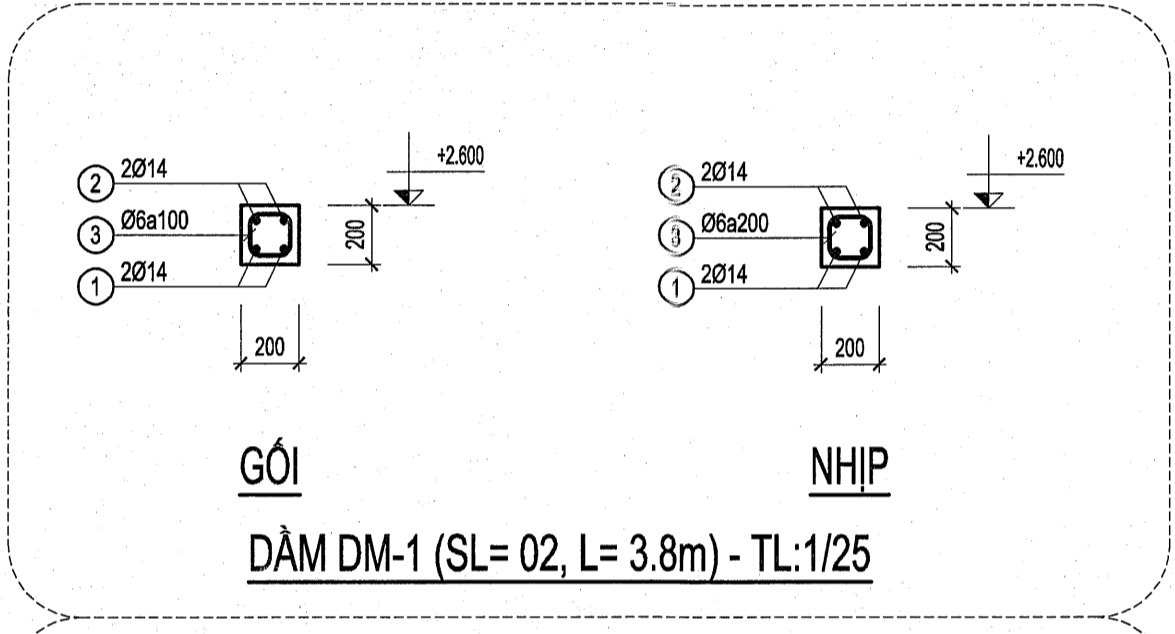 2Ø14
2
+2.600
Ø6a100
3
200
2Ø14
1
200
GỐI
2Ø14
2
+2.600
Ø6a200
3
200
2Ø14
1
200
NHỊP
DẦM DM-1 (SL= 02, L= 3.8m) - TL:1/25